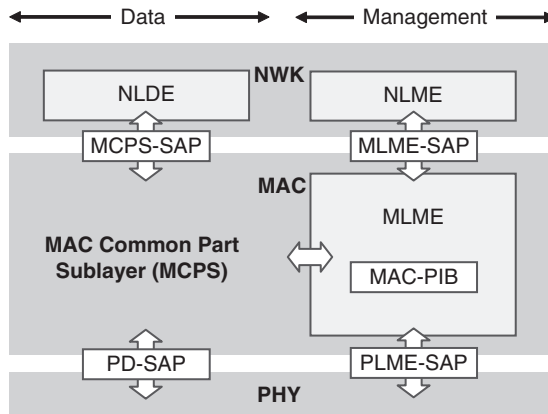 Data
Management
NWK
NLDE
NLME
MCPS-SAP
MLME-SAP
MAC
MLME
MAC Common Part
Sublayer (MCPS)
MAC-PIB
PD-SAP
PLME-SAP
PHY